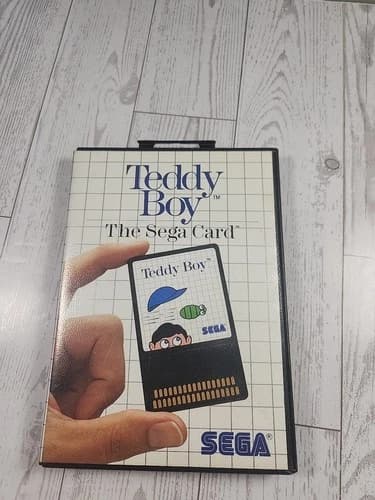 Teddy
Boy™
The Sega Card™
Teddy Boy™
SEGA
SEGA®